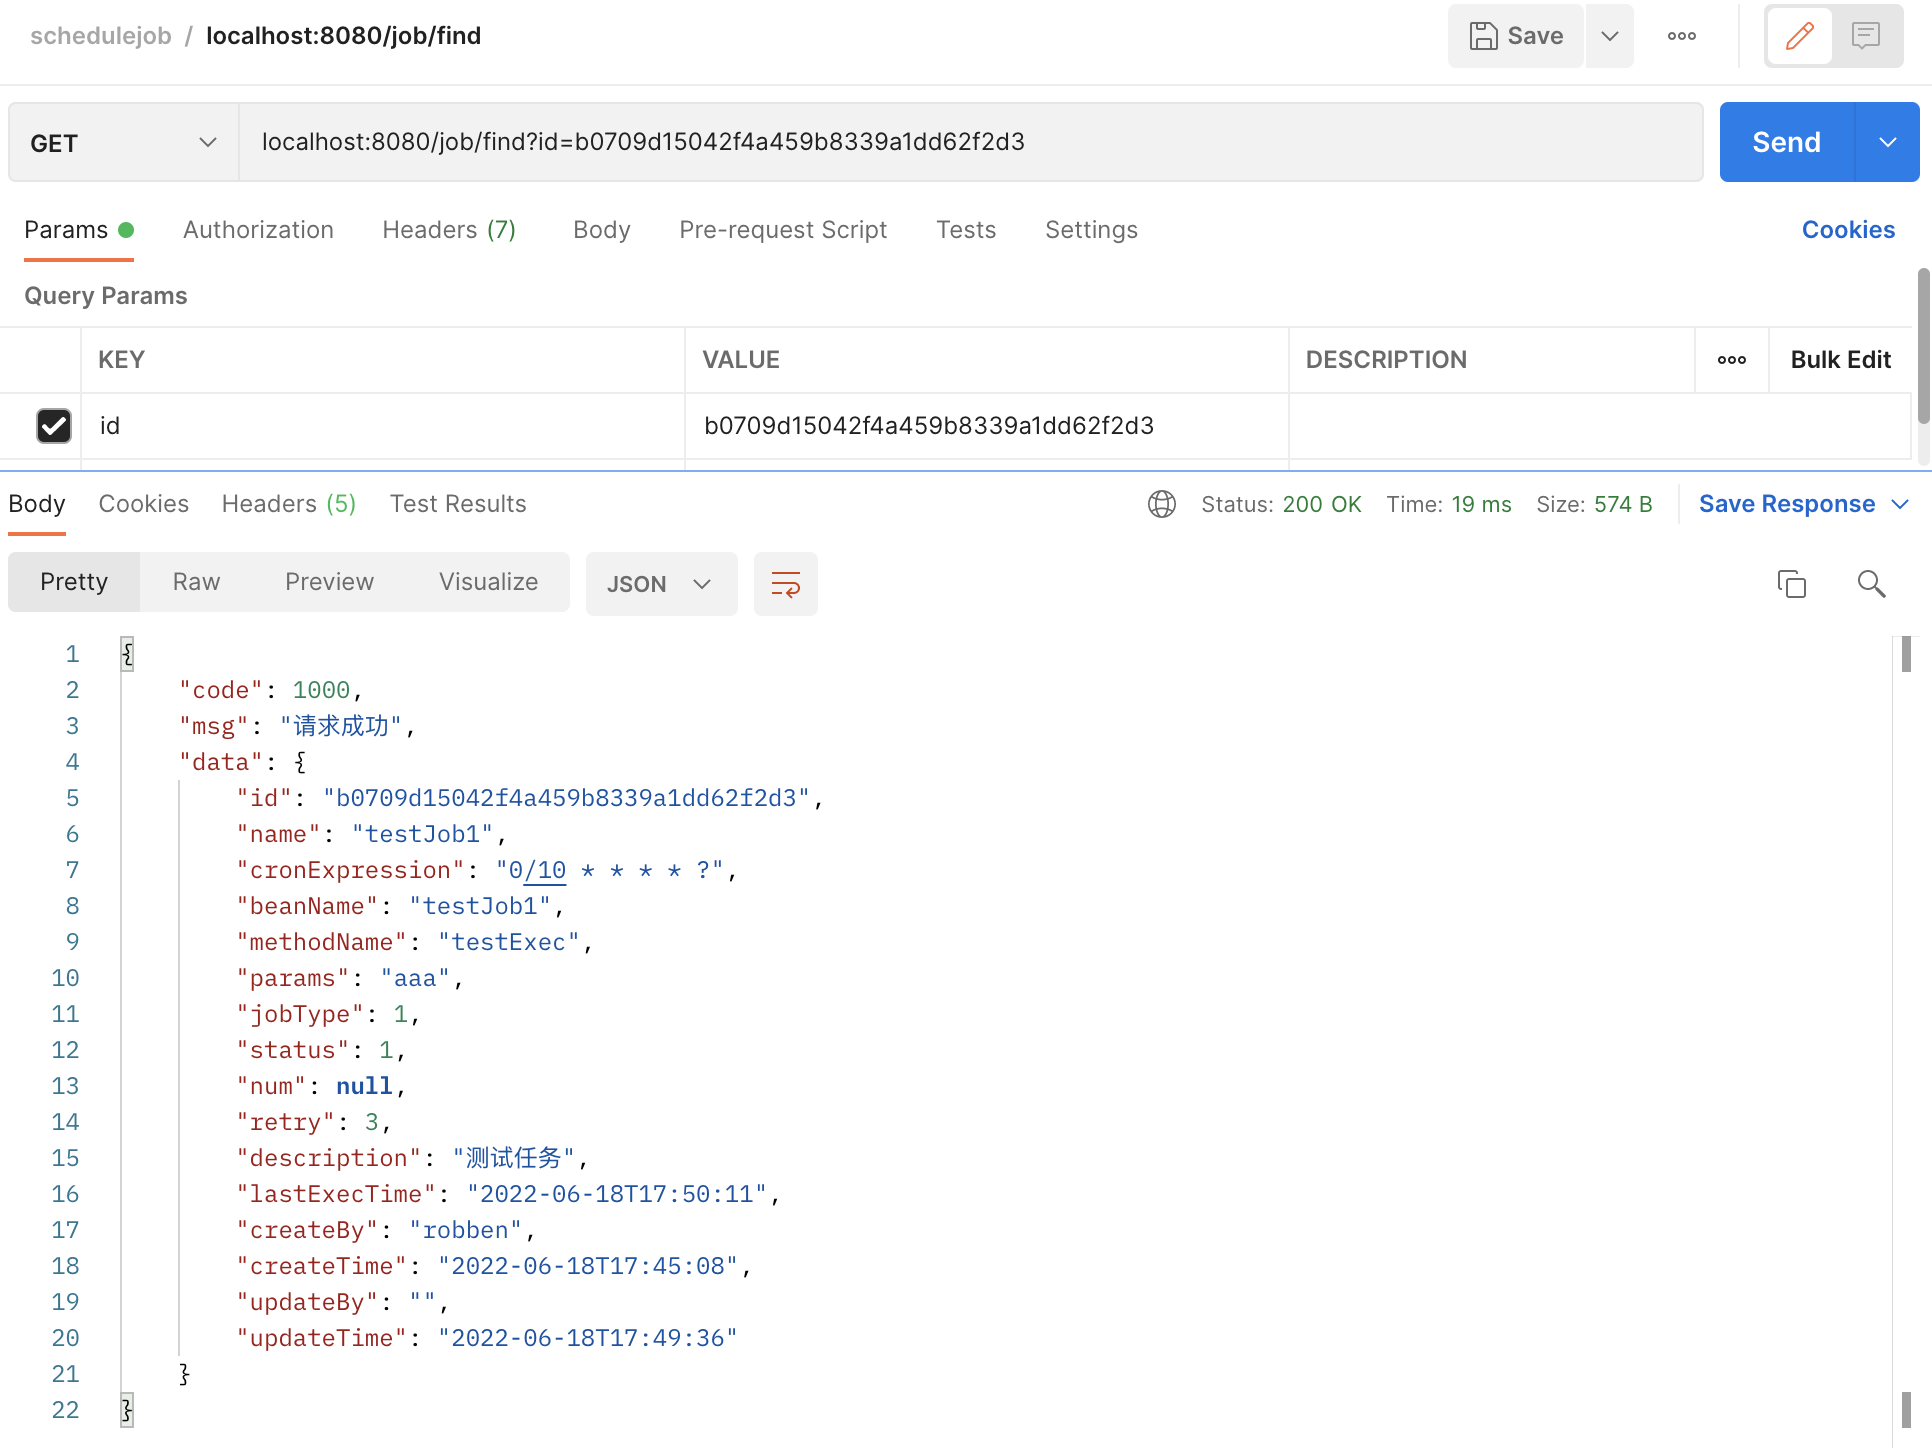 schedulejob / localhost:8080/job/find
Save
GET
localhost:8080/job/find?id=b0709d15042f4a459b8339a1dd62f2d3
Send
Params Authorization Headers (7) Body Pre-request Script Tests Settings Cookies
Query Params
KEY VALUE DESCRIPTION Bulk Edit
id b0709d15042f4a459b8339a1dd62f2d3
Body Cookies Headers (5) Test Results Status: 200 OK Time: 19 ms Size: 574 B Save Response
Pretty Raw Preview Visualize JSON
1 {
2 "code": 1000,
3 "msg": "请求成功",
4 "data": {
5 "id": "b0709d15042f4a459b8339a1dd62f2d3",
6 "name": "testJob1",
7 "cronExpression": "0/10 * * * * ?",
8 "beanName": "testJob1",
9 "methodName": "testExec",
10 "params": "aaa",
11 "jobType": 1,
12 "status": 1,
13 "num": null,
14 "retry": 3,
15 "description": "测试任务",
16 "lastExecTime": "2022-06-18T17:50:11",
17 "createBy": "robben",
18 "createTime": "2022-06-18T17:45:08",
19 "updateBy": "",
20 "updateTime": "2022-06-18T17:49:36"
21 }
22 }